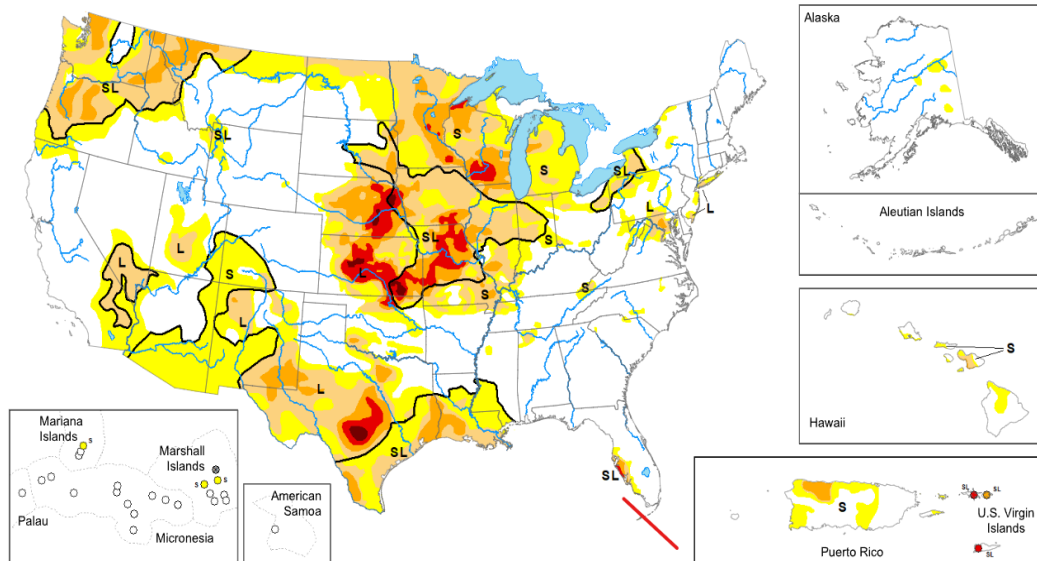 Alaska
Aleutian Islands
SL
SL
S
S
SL
L
L
L
S
SL
S
L
S
L
S
L
L
SL
SL
S
Hawaii
Mariana
Islands
S
Marshall
Islands
S
S
Palau
Micronesia
American
Samoa
S
Puerto Rico
SL
SL
U.S. Virgin
Islands
SL